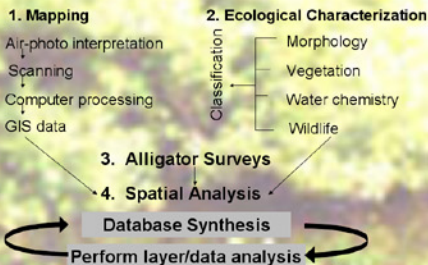 1. Mapping
Air-photo interpretation
Scanning
Computer processing
GIS data
2. Ecological Characterization
Classification
Morphology
Vegetation
Water chemistry
Wildlife
3. Alligator Surveys
4. Spatial Analysis
Database Synthesis
Perform layer/data analysis